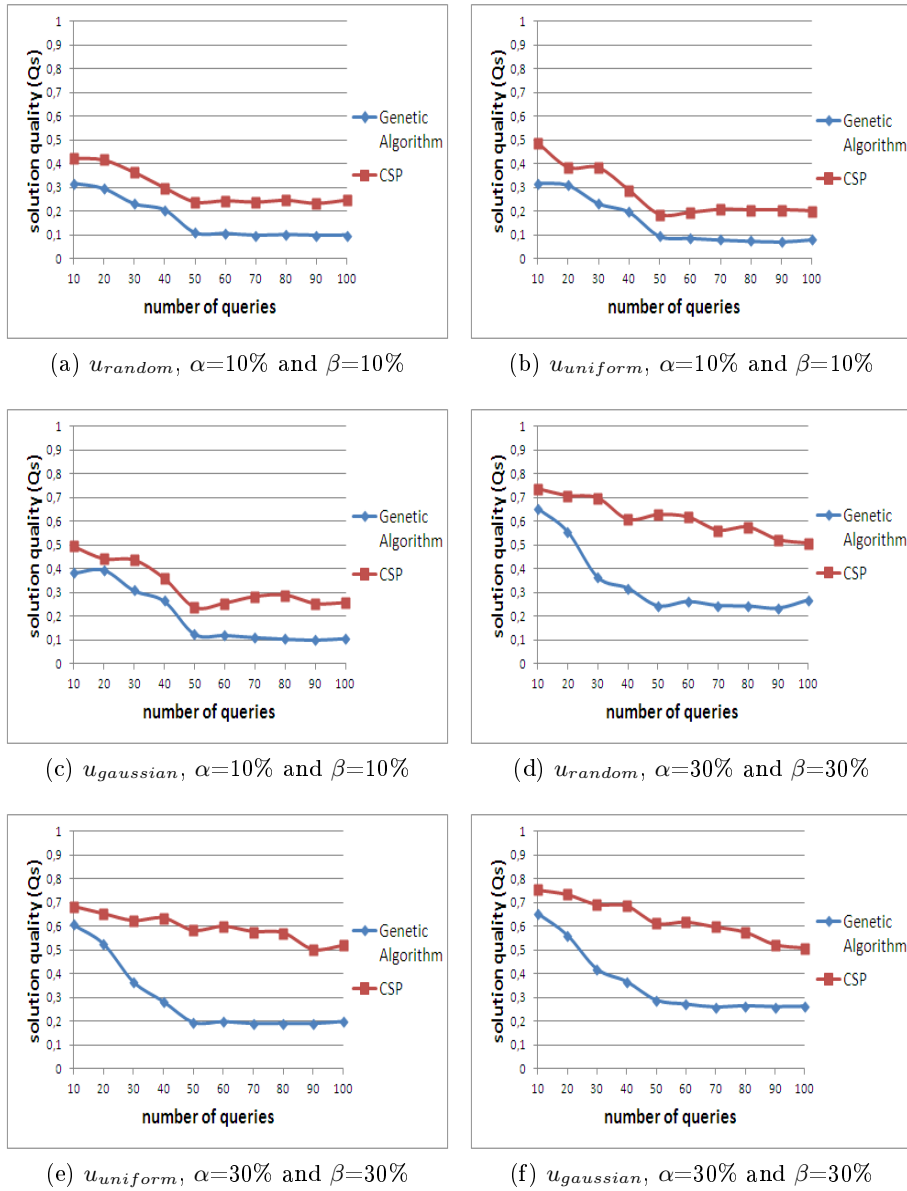 solution quality (Qs)
1
0,9
0,8
0,7
0,6
0,5
0,4
0,3
0,2
0,1
0
10 20 30 40 50 60 70 80 90 100
number of queries
Genetic
Algorithm
CSP
(a) u_random, α=10% and β=10%
solution quality (Qs)
1
0,9
0,8
0,7
0,6
0,5
0,4
0,3
0,2
0,1
0
10 20 30 40 50 60 70 80 90 100
number of queries
Genetic
Algorithm
CSP
(b) u_uniform, α=10% and β=10%
solution quality (Qs)
1
0,9
0,8
0,7
0,6
0,5
0,4
0,3
0,2
0,1
0
10 20 30 40 50 60 70 80 90 100
number of queries
Genetic
Algorithm
CSP
(c) u_gaussian, α=10% and β=10%
solution quality (Qs)
1
0,9
0,8
0,7
0,6
0,5
0,4
0,3
0,2
0,1
0
10 20 30 40 50 60 70 80 90 100
number of queries
Genetic
Algorithm
CSP
(d) u_random, α=30% and β=30%
solution quality (Qs)
1
0,9
0,8
0,7
0,6
0,5
0,4
0,3
0,2
0,1
0
10 20 30 40 50 60 70 80 90 100
number of queries
Genetic
Algorithm
CSP
(e) u_uniform, α=30% and β=30%
solution quality (Qs)
1
0,9
0,8
0,7
0,6
0,5
0,4
0,3
0,2
0,1
0
10 20 30 40 50 60 70 80 90 100
number of queries
Genetic
Algorithm
CSP
(f) u_gaussian, α=30% and β=30%